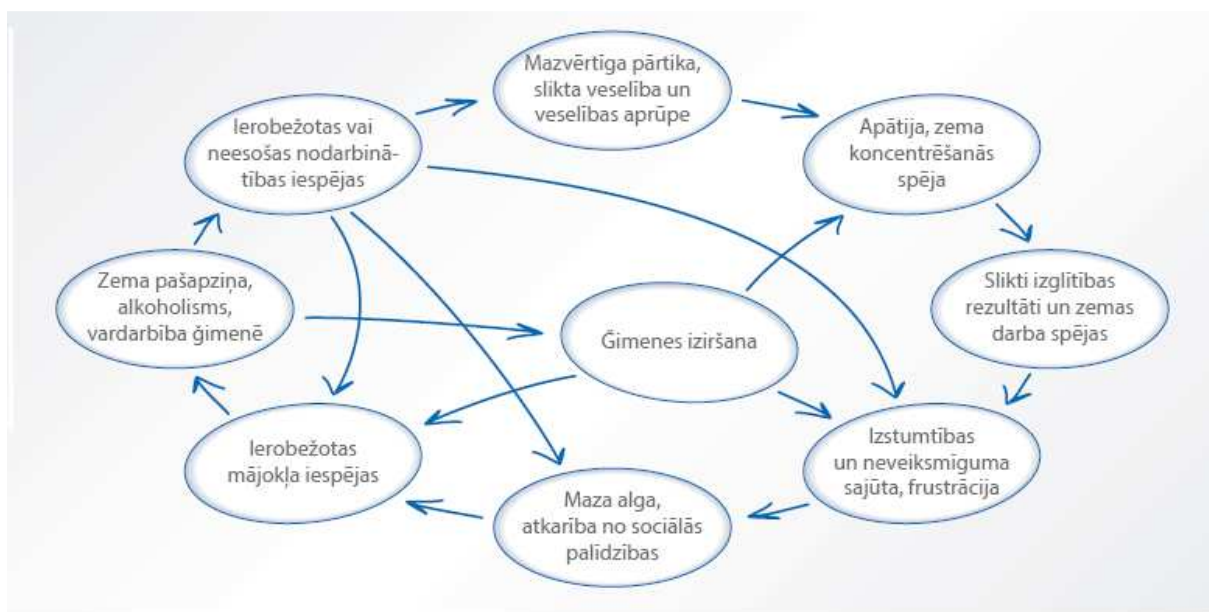 Mazvērtīga pārtika,
slikta veselība un
veselības aprūpe
Ierobežotas vai
neesošas nodarbinā-
tības iespējas
Apātija, zema
koncentrēšanās
spēja
Zema pašapziņa,
alkoholisms,
vardarbība ģimenē
Ģimenes iziršana
Slikti izglītības
rezultāti un zemas
darba spējas
Ierobežotas
mājokļa iespējas
Maza alga,
atkarība no sociālās
palīdzības
Izstumtības
un neveiksmīguma
sajūta, frustrācija